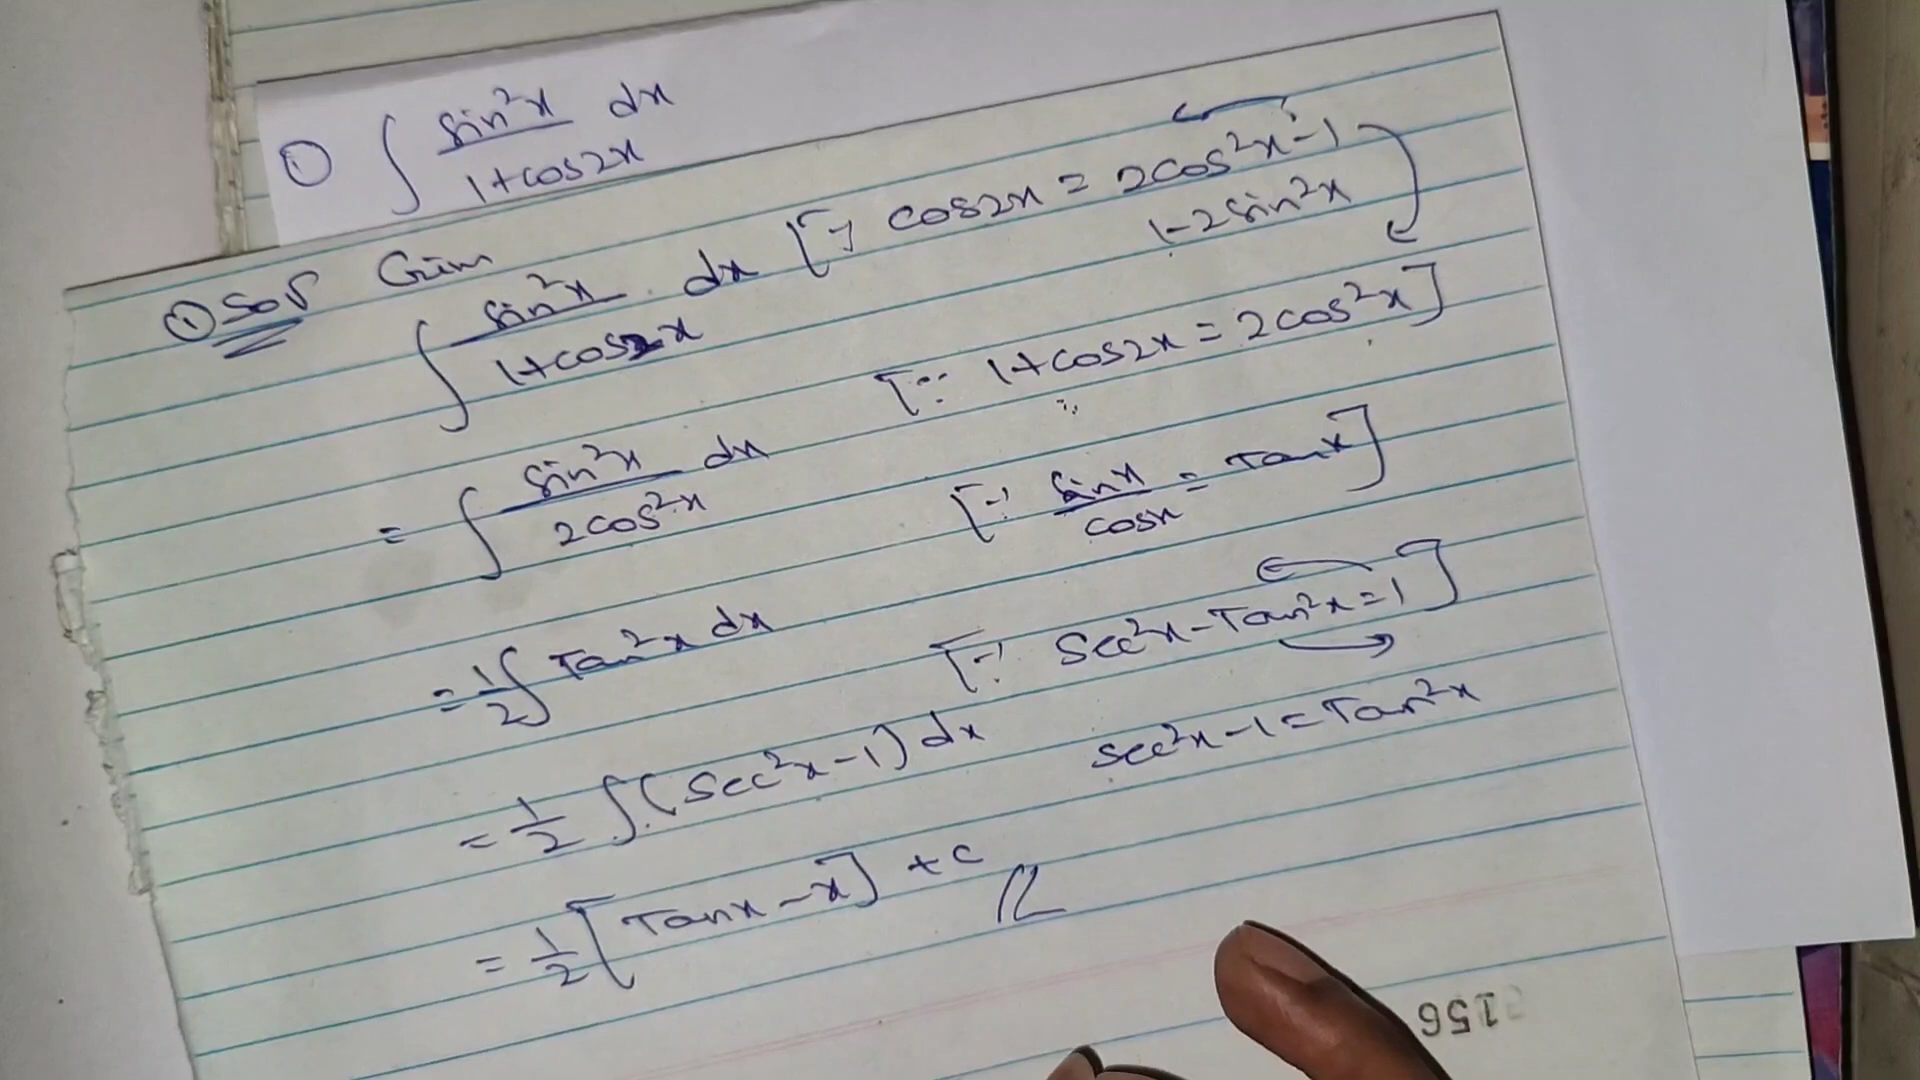 ① ∫ sin²x / 1+cos2x dx
① Sol Given
∫ sin²x / 1+cos2x dx [∵ cos2x = 2cos²x-1
1-2sin²x
[∵ 1+cos2x = 2cos²x]
= ∫ sin²x / 2cos²x dx [∵ sinx / cosx = Tanx]
= 1/2 ∫ Tan²x dx [∵ Sec²x-Tan²x=1]
= 1/2 ∫ (Sec²x-1) dx sec²x-1 = Tan²x
= 1/2 [Tanx-x] +c